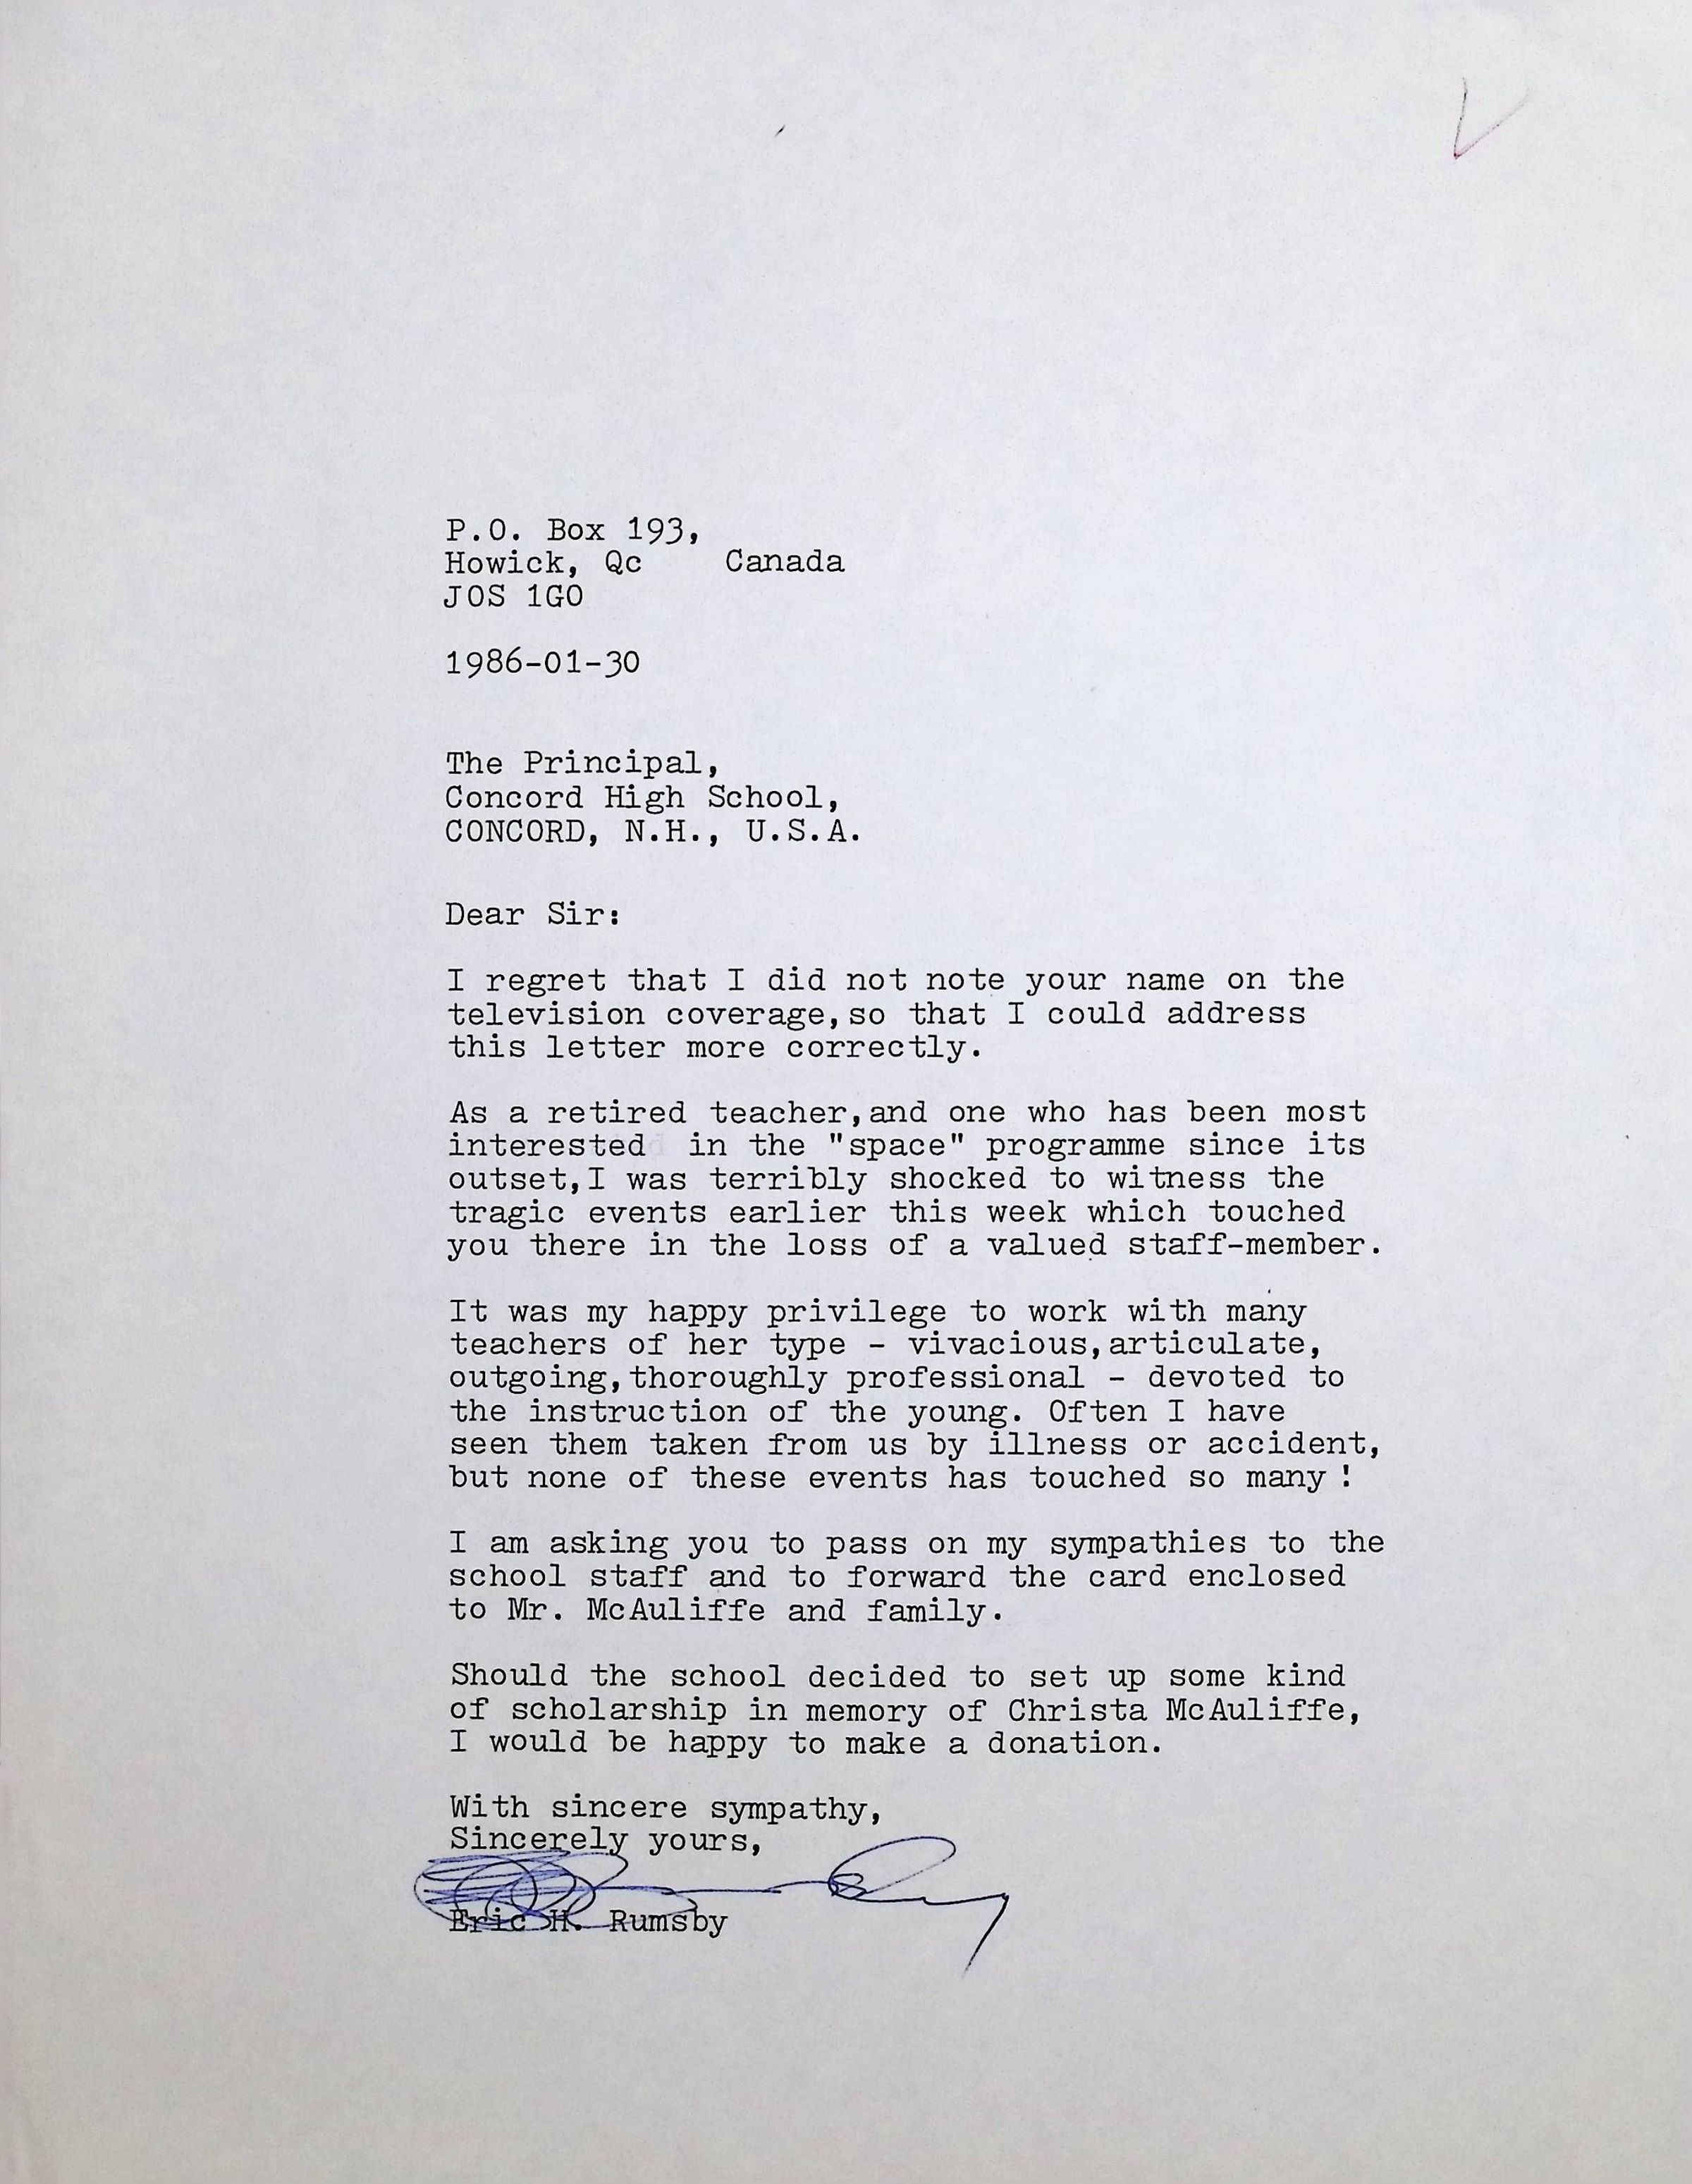 P.O. Box 193,
Howick, Qc    Canada
JOS 1GO
1986-01-30
The Principal,
Concord High School,
CONCORD, N.H., U.S.A.
Dear Sir:
I regret that I did not note your name on the
television coverage,so that I could address
this letter more correctly.
As a retired teacher,and one who has been most
interested  in the "space" programme since its
outset,I was terribly shocked to witness the
tragic events earlier this week which touched
you there in the loss of a valued staff-member.
It was my happy privilege to work with many
teachers of her type - vivacious,articulate,
outgoing,thoroughly professional - devoted to
the instruction of the young. Often I have
seen them taken from us by illness or accident,
but none of these events has touched so many !
I am asking you to pass on my sympathies to the
school staff and to forward the card enclosed
to Mr. McAuliffe and family.
Should the school decided to set up some kind
of scholarship in memory of Christa McAuliffe,
I would be happy to make a donation.
With sincere sympathy,
Sincerely yours,
Eric H. Rumsby